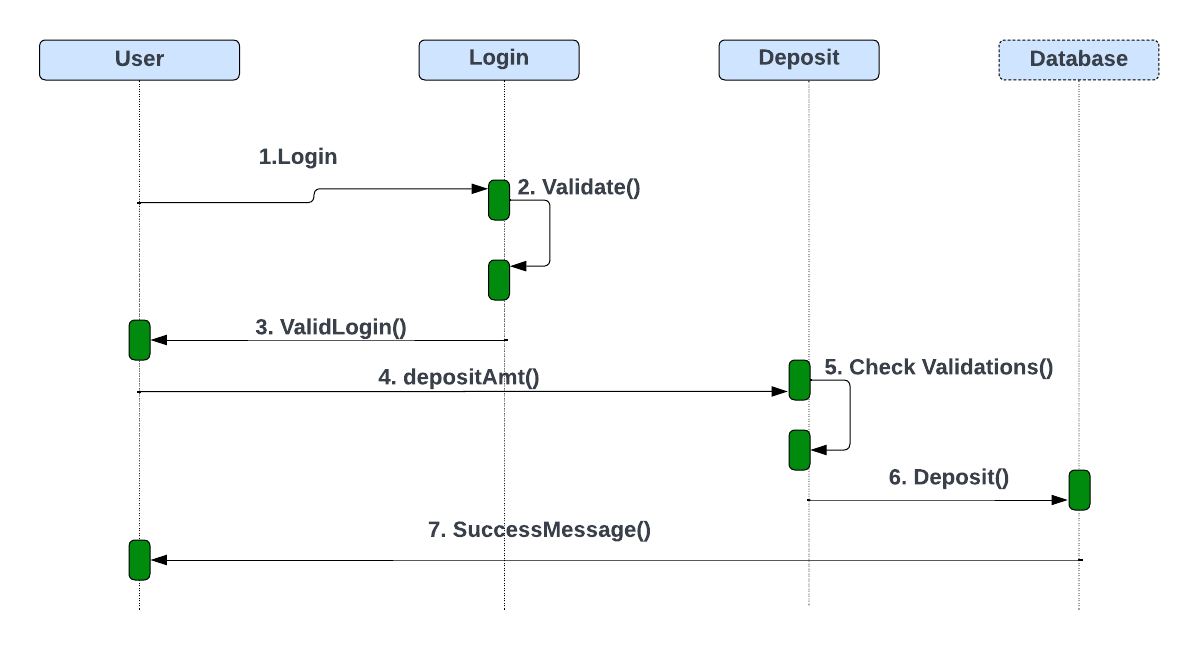 User
Login
Deposit
Database
1.Login
2. Validate()
3. ValidLogin()
4. depositAmt()
5. Check Validations()
6. Deposit()
7. SuccessMessage()